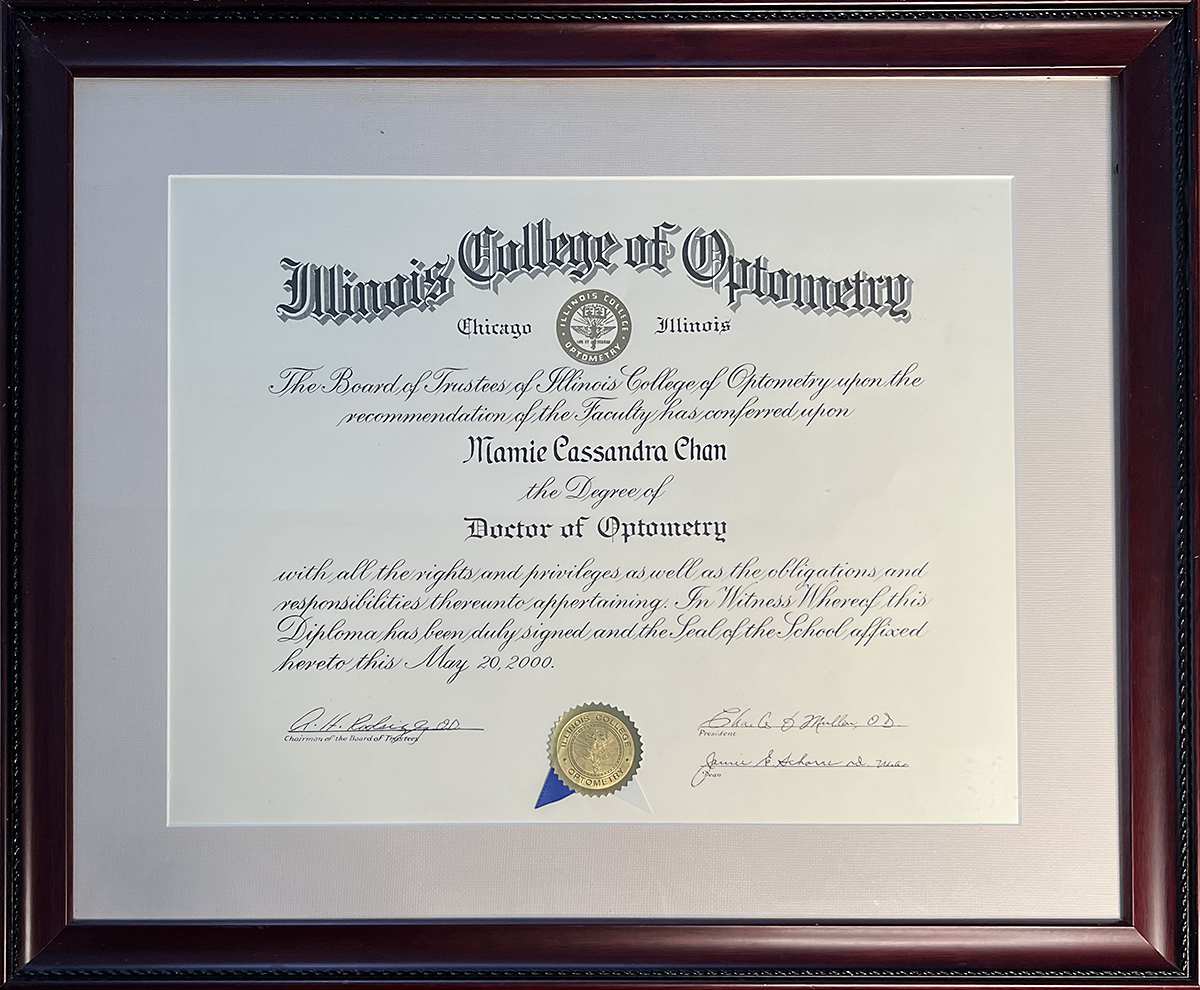 Illinois College of Optometry
Chicago Illinois
ILLINOIS COLLEGE OPTOMETRY
The Board of Trustees of Illinois College of Optometry upon the
recommendation of the Faculty has conferred upon
Mamie Cassandra Chan
the Degree of
Doctor of Optometry
with all the rights and privileges as well as the obligations and
responsibilities thereunto appertaining. In Witness Whereof this
Diploma has been duly signed and the Seal of the School affixed
hereto this May 20, 2000.
Chairman of the Board of Trustees
ILLINOIS COLLEGE OPTOMETRY
President
Dean